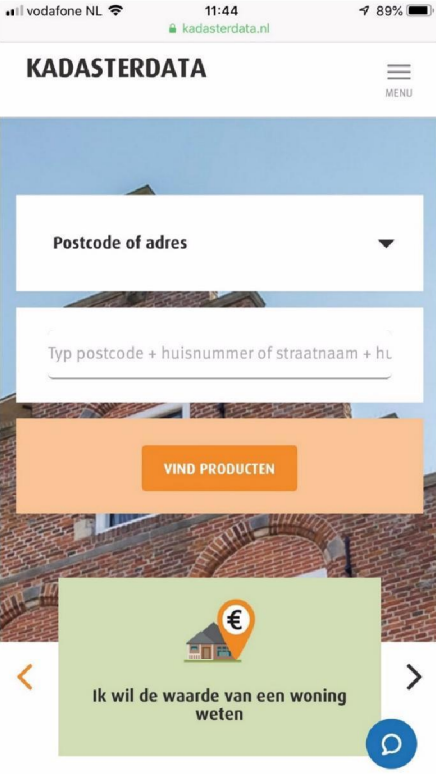 vodafone NL 11:44 89%
kadasterdata.nl
KADASTERDATA
MENU
Postcode of adres
Typ postcode + huisnummer of straatnaam + hu
VIND PRODUCTEN
€
Ik wil de waarde van een woning
weten